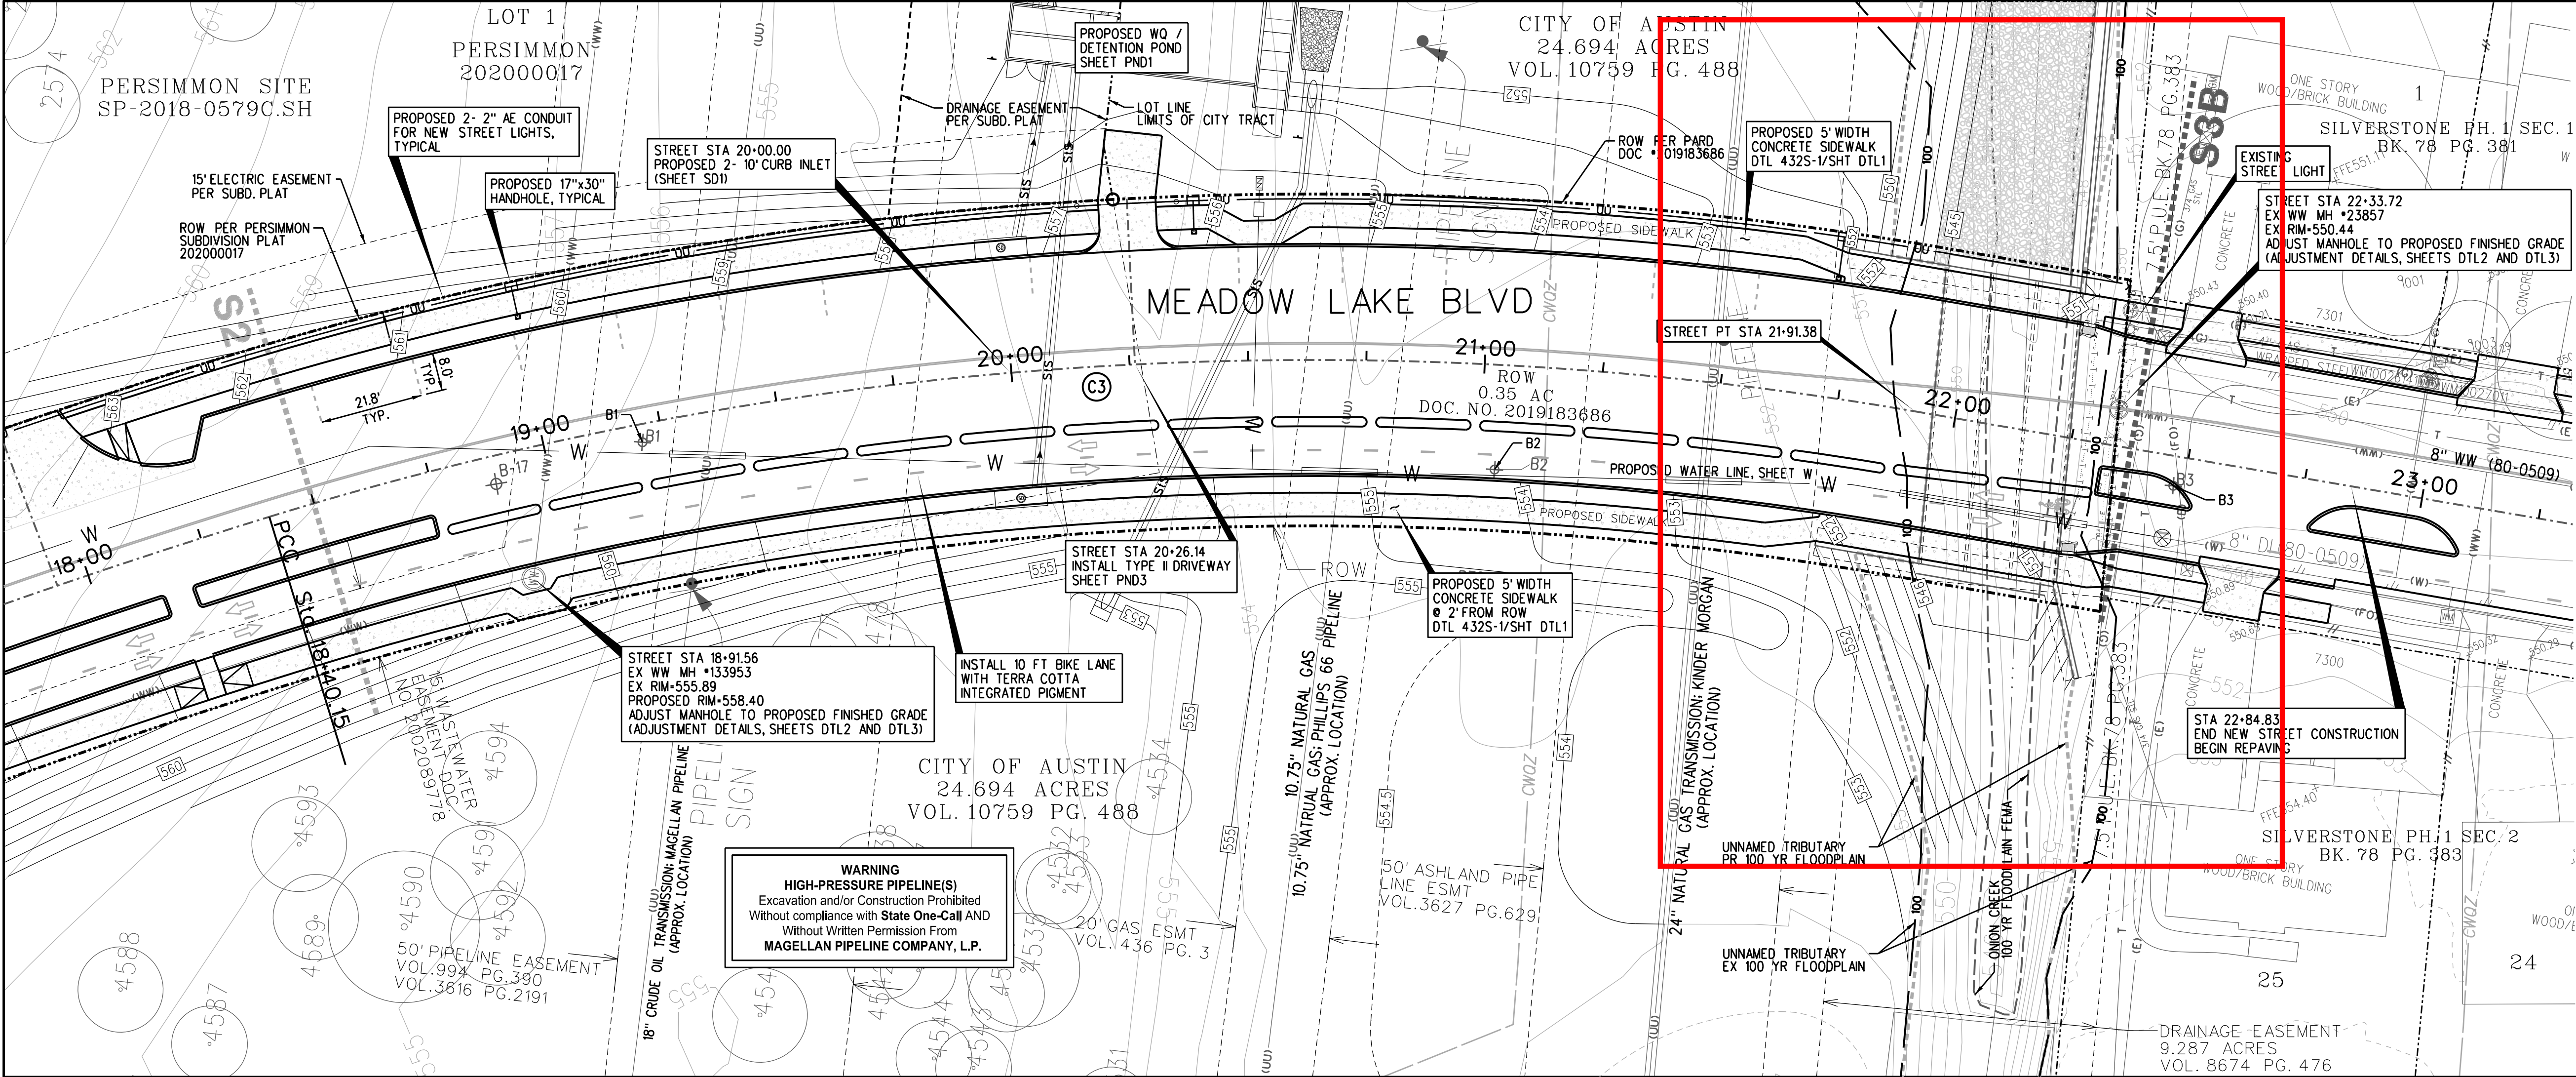 LOT 1
PERSIMMON
202000017
PERSIMMON SITE
SP-2018-0579C.SH
PROPOSED WQ /
DETENTION POND
SHEET PND1
CITY OF AUSTIN
24.694 ACRES
VOL. 10759 PG. 488
DRAINAGE EASEMENT
PER SUBD. PLAT
LOT LINE
LIMITS OF CITY TRACT
PROPOSED 2- 2" AE CONDUIT
FOR NEW STREET LIGHTS,
TYPICAL
STREET STA 20+00.00
PROPOSED 2- 10' CURB INLET
(SHEET SD1)
PROPOSED 17"x30"
HANDHOLE, TYPICAL
15' ELECTRIC EASEMENT
PER SUBD. PLAT
ROW PER PERSIMMON
SUBDIVISION PLAT
202000017
ROW PER PARD
DOC #2019183686
PROPOSED 5' WIDTH
CONCRETE SIDEWALK
DTL 432S-1/SHT DTL1
ONE STORY
WOOD/BRICK BUILDING
1
SILVERSTONE PH. 1 SEC. 1
BK. 78 PG. 381
EXISTING
STREET LIGHT
STREET STA 22+33.72
EX WW MH #23857
EX RIM=550.44
ADJUST MANHOLE TO PROPOSED FINISHED GRADE
(ADJUSTMENT DETAILS, SHEETS DTL2 AND DTL3)
7.5' P.U.E. BK.78 PG.383
S3B
S2
PIPELINE
SIGN
PROPOSED SIDEWALK
MEADOW LAKE BLVD
STREET PT STA 21+91.38
18+00
19+00
20+00
21+00
22+00
23+00
C3
21.8'
TYP.
8.0'
TYP.
B1
B1
B-17
B2
B2
B3
B3
ROW
0.35 AC
DOC. NO. 2019183686
PROPOSED WATER LINE, SHEET W
8" WW (80-0509)
8" DI (80-0509)
7301
7300
PCC Sta. 18+40.15
PROPOSED SIDEWALK
STREET STA 20+26.14
INSTALL TYPE II DRIVEWAY
SHEET PND3
ROW
PROPOSED 5' WIDTH
CONCRETE SIDEWALK
@ 2' FROM ROW
DTL 432S-1/SHT DTL1
STREET STA 18+91.56
EX WW MH #133953
EX RIM=555.89
PROPOSED RIM=558.40
ADJUST MANHOLE TO PROPOSED FINISHED GRADE
(ADJUSTMENT DETAILS, SHEETS DTL2 AND DTL3)
INSTALL 10 FT BIKE LANE
WITH TERRA COTTA
INTEGRATED PIGMENT
15' WASTEWATER
EASEMENT DOC.
NO. 2002089778
STA 22+84.83
END NEW STREET CONSTRUCTION
BEGIN REPAVING
CITY OF AUSTIN
24.694 ACRES
VOL. 10759 PG. 488
18" CRUDE OIL TRANSMISSION; MAGELLAN PIPELINE
(APPROX. LOCATION)
10.75" NATURAL GAS
10.75" NATRUAL GAS; PHILLIPS 66 PIPELINE
(APPROX. LOCATION)
24" NATURAL GAS TRANSMISSION; KINDER MORGAN
(APPROX. LOCATION)
WARNING
HIGH-PRESSURE PIPELINE(S)
Excavation and/or Construction Prohibited
Without compliance with State One-Call AND
Without Written Permission From
MAGELLAN PIPELINE COMPANY, L.P.
UNNAMED TRIBUTARY
PR 100 YR FLOODPLAIN
UNNAMED TRIBUTARY
EX 100 YR FLOODPLAIN
ONION CREEK
100 YR FLOODPLAIN FEMA
SILVERSTONE PH. 1 SEC. 2
BK. 78 PG. 383
ONE STORY
WOOD/BRICK BUILDING
50' PIPELINE EASEMENT
VOL.994 PG.390
VOL.3616 PG.2191
20' GAS ESMT
VOL. 436 PG. 3
50' ASHLAND PIPE
LINE ESMT
VOL.3627 PG.629
25
24
DRAINAGE EASEMENT
9.287 ACRES
VOL. 8674 PG. 476